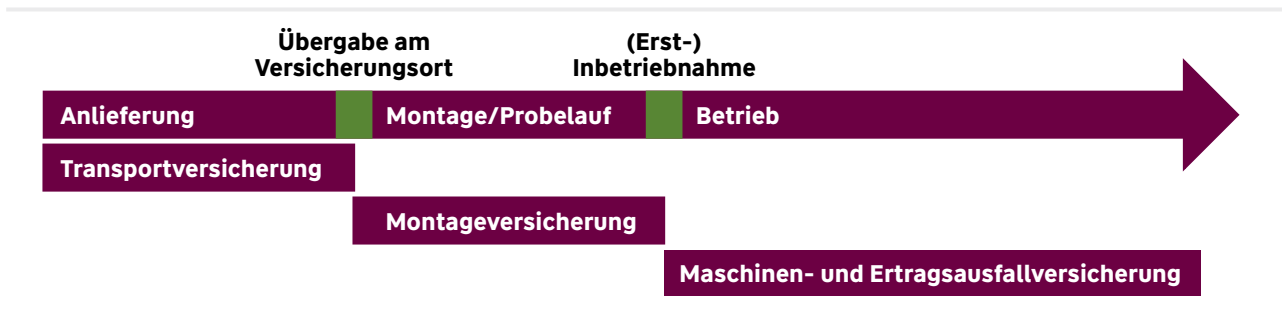 Übergabe am
Versicherungsort
(Erst-)
Inbetriebnahme
Anlieferung
Montage/Probelauf
Betrieb
Transportversicherung
Montageversicherung
Maschinen- und Ertragsausfallversicherung